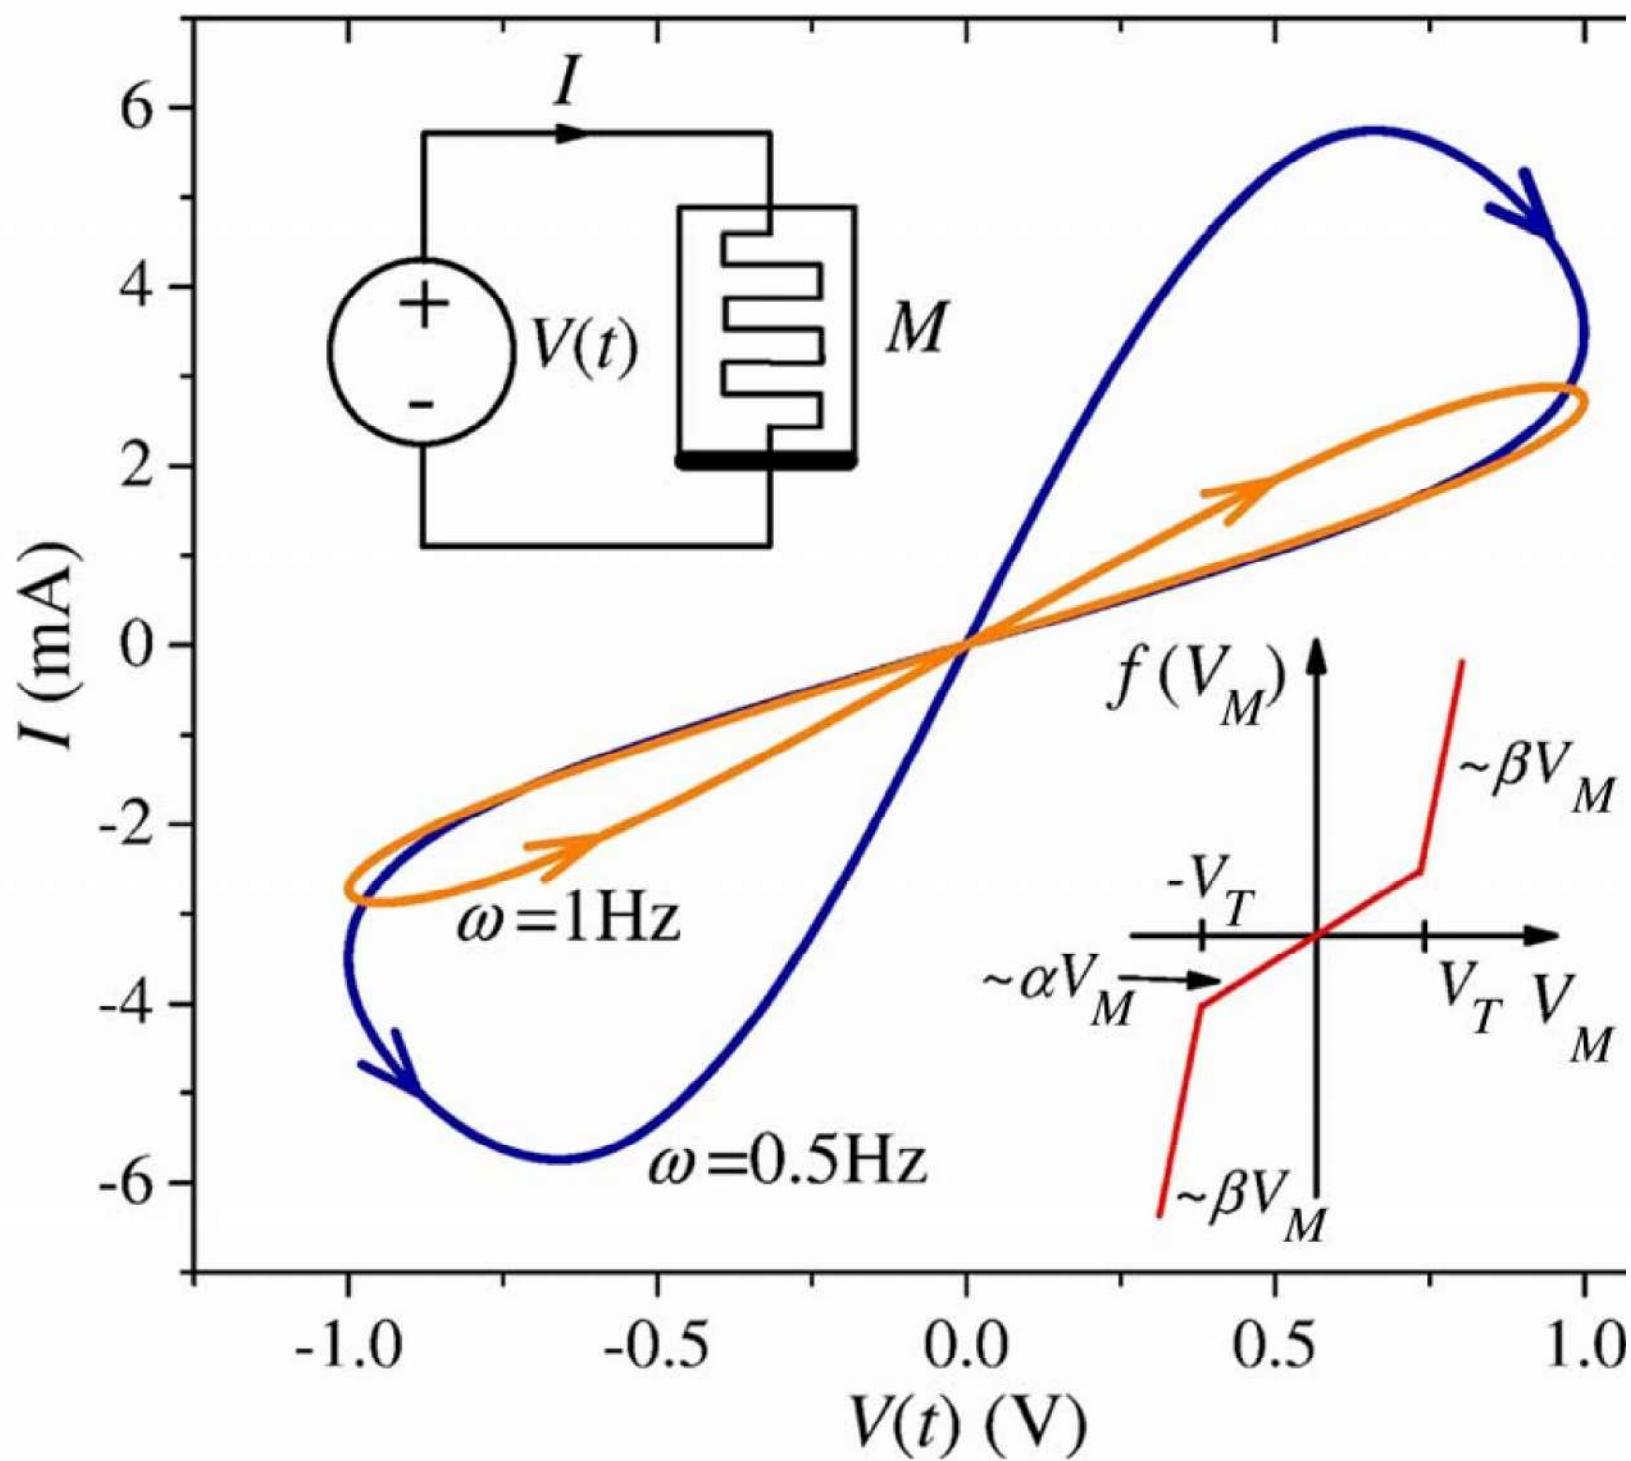 I
6
4
2
0
-2
-4
-6
I (mA)
+
-
V(t)
M
ω=1Hz
ω=0.5Hz
f(V_M)
~βV_M
-V_T
~αV_M
V_T V_M
~βV_M
-1.0 -0.5 0.0 0.5 1.0
V(t) (V)